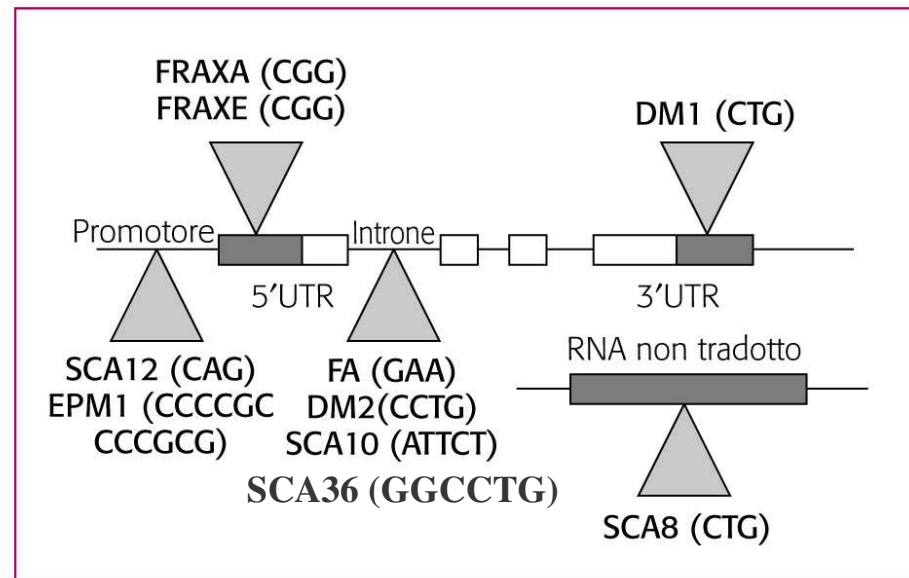 FRAXA (CGG)
FRAXE (CGG)
DM1 (CTG)
Promotore
Introne
5′UTR
3′UTR
SCA12 (CAG)
EPM1 (CCCCGC
CCCGCG)
FA (GAA)
DM2(CCTG)
SCA10 (ATTCT)
SCA36 (GGCCTG)
RNA non tradotto
SCA8 (CTG)